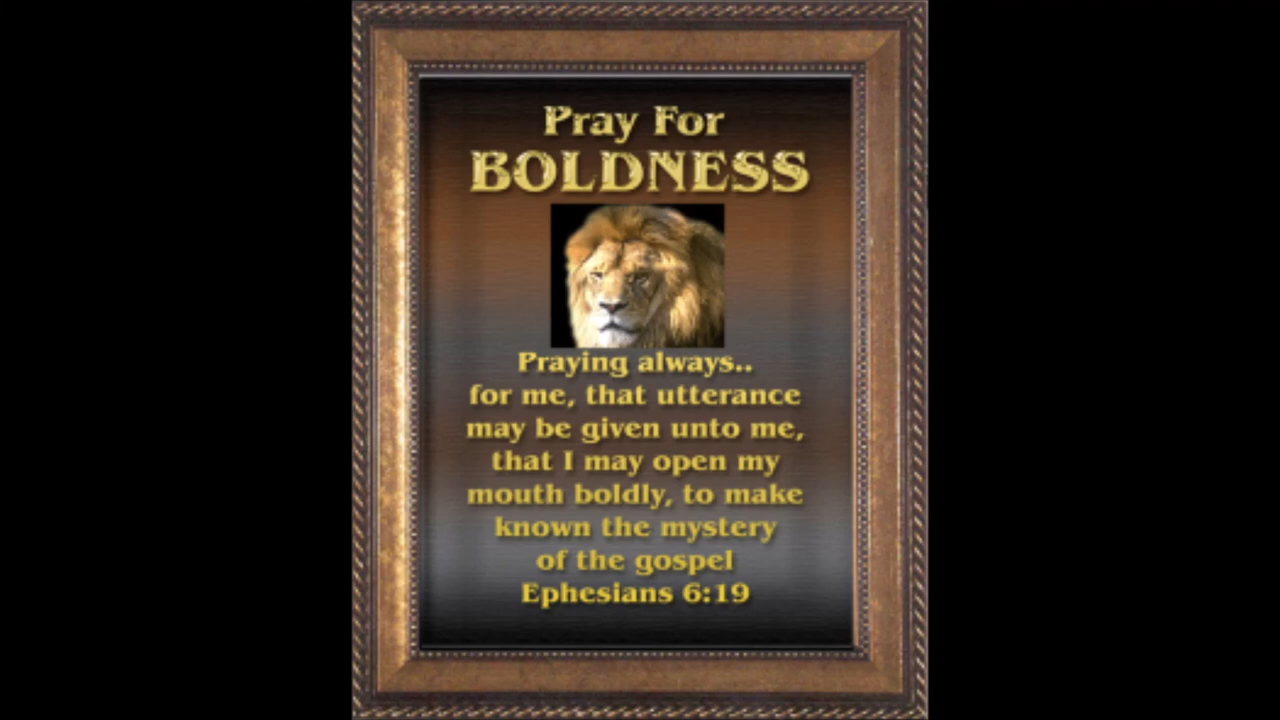 Pray For
BOLDNESS
Praying always..
for me, that utterance
may be given unto me,
that I may open my
mouth boldly, to make
known the mystery
of the gospel
Ephesians 6:19